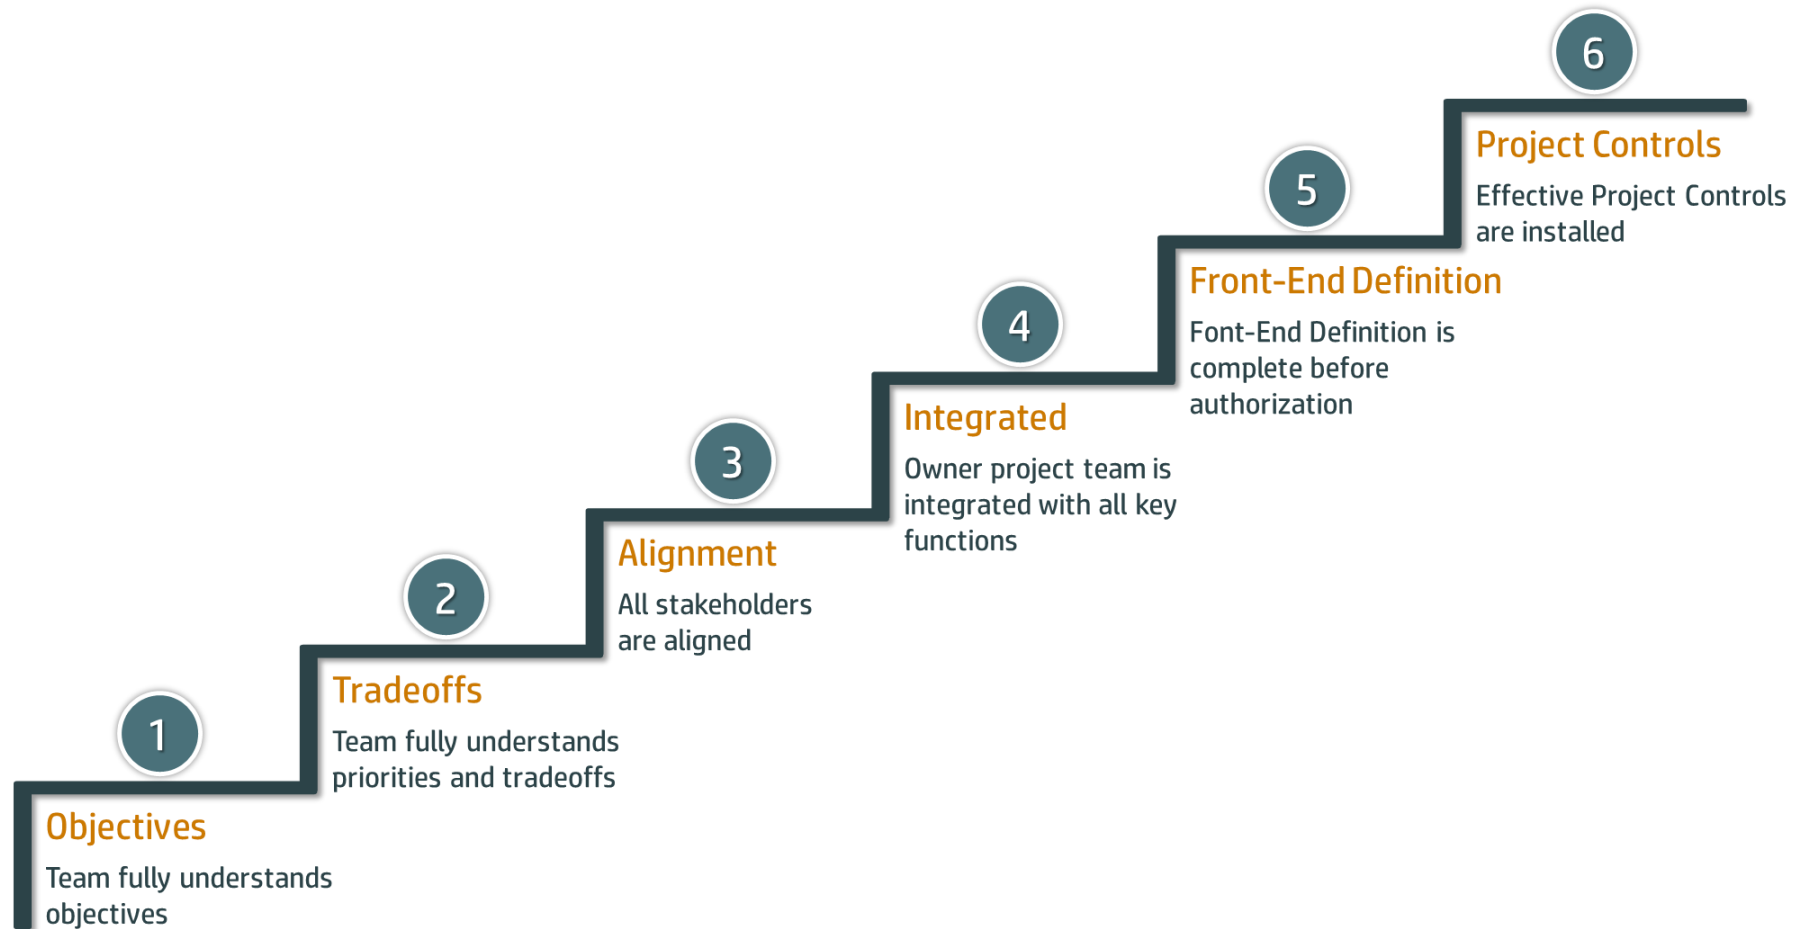 1
Objectives
Team fully understands
objectives
2
Tradeoffs
Team fully understands
priorities and tradeoffs
3
Alignment
All stakeholders
are aligned
4
Integrated
Owner project team is
integrated with all key
functions
5
Front-End Definition
Font-End Definition is
complete before
authorization
6
Project Controls
Effective Project Controls
are installed